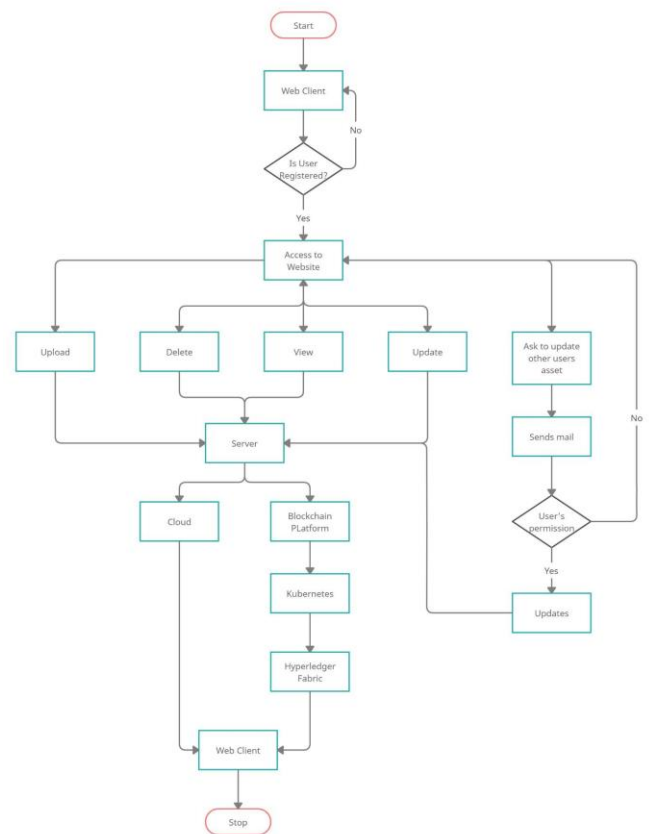 Start
Web Client
No
Is User
Registered?
Yes
Access to
Website
Upload
Delete
View
Update
Ask to update
other users
asset
No
Server
Sends mail
Cloud
Blockchain
PLatform
User's
permission
Yes
Kubernetes
Updates
Hyperledger
Fabric
Web Client
Stop